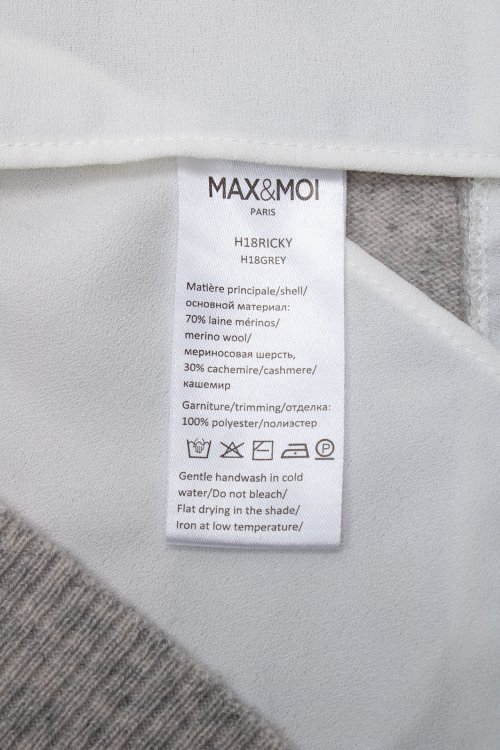 MAX&MOI
PARIS
H18RICKY
H18GREY
Matière principale/shell/
основной материал:
70% laine mérinos/
merino wool/
мериносовая шерсть,
30% cachemire/cashmere/
кашемир
Garniture/trimming/отделка:
100% polyester/полиэстер
P
Gentle handwash in cold
water/Do not bleach/
Flat drying in the shade/
Iron at low temperature/